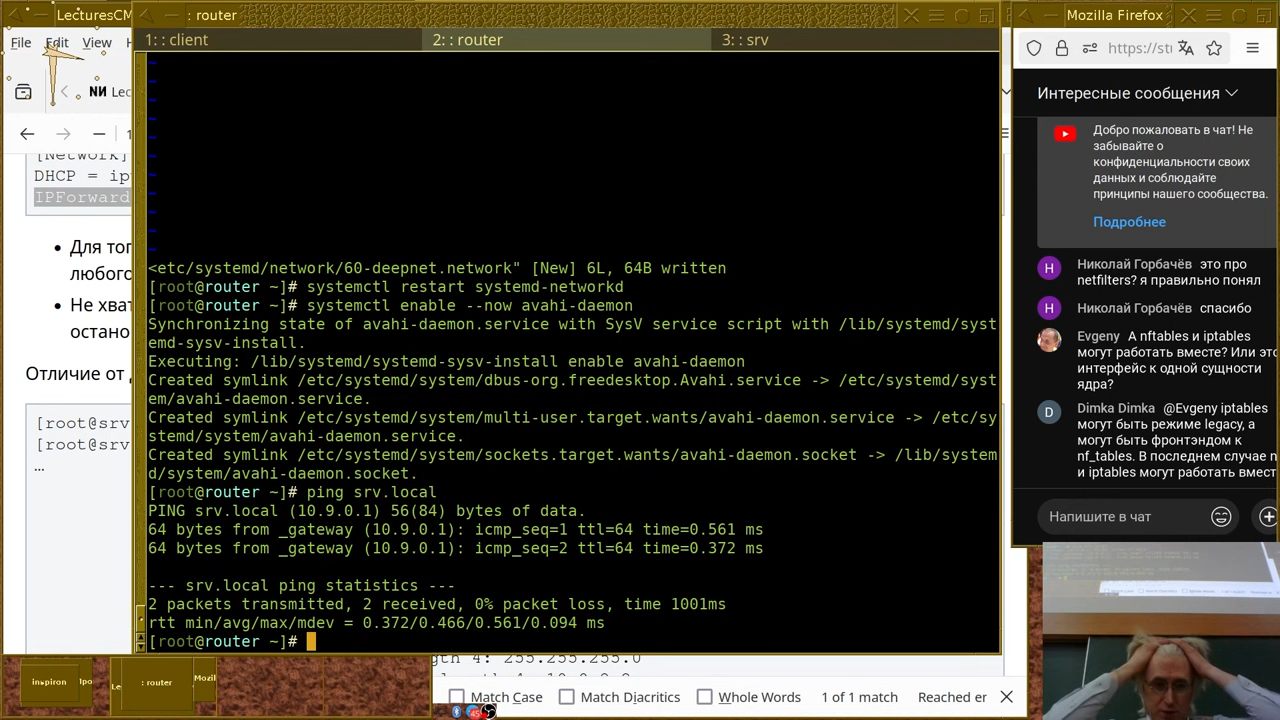 LecturesCM
: router
Mozilla Firefox
File Edit View
1: : client
2: : router
3: : srv
https://stu
Lec
Интересные сообщения
[Network]
DHCP = ip
IPForward
Для тог
любого
Не хват
остано
Отличие от
[root@srv
[root@srv
…
<etc/systemd/network/60-deepnet.network" [New] 6L, 64B written
[root@router ~]# systemctl restart systemd-networkd
[root@router ~]# systemctl enable --now avahi-daemon
Synchronizing state of avahi-daemon.service with SysV service script with /lib/systemd/syst
emd-sysv-install.
Executing: /lib/systemd/systemd-sysv-install enable avahi-daemon
Created symlink /etc/systemd/system/dbus-org.freedesktop.Avahi.service -> /etc/syst
em/avahi-daemon.service.
Created symlink /etc/systemd/system/multi-user.target.wants/avahi-daemon.service -> /etc/sy
stemd/system/avahi-daemon.service.
Created symlink /etc/systemd/system/sockets.target.wants/avahi-daemon.socket -> /lib/system
d/system/avahi-daemon.socket.
[root@router ~]# ping srv.local
PING srv.local (10.9.0.1) 56(84) bytes of data.
64 bytes from _gateway (10.9.0.1): icmp_seq=1 ttl=64 time=0.561 ms
64 bytes from _gateway (10.9.0.1): icmp_seq=2 ttl=64 time=0.372 ms
--- srv.local ping statistics ---
2 packets transmitted, 2 received, 0% packet loss, time 1001ms
rtt min/avg/max/mdev = 0.372/0.466/0.561/0.094 ms
[root@router ~]#
Добро пожаловать в чат! Не
забывайте о
конфиденциальности своих
данных и соблюдайте
принципы нашего сообщества.
Подробнее
Николай Горбачёв это про
netfilters? я правильно понял
Николай Горбачёв спасибо
Evgeny А nftables и iptables
могут работать вместе? Или это
интерфейс к одной сущности
ядра?
Dimka Dimka @Evgeny iptables
могут быть режиме legacy, а
могут быть фронтэндом к
nf_tables. В последнем случае n
и iptables могут работать вмест
Напишите в чат
gth 4: 255.255.255.0
Match Case
Match Diacritics
Whole Words
1 of 1 match
Reached er
inspiron
: router
Mozil